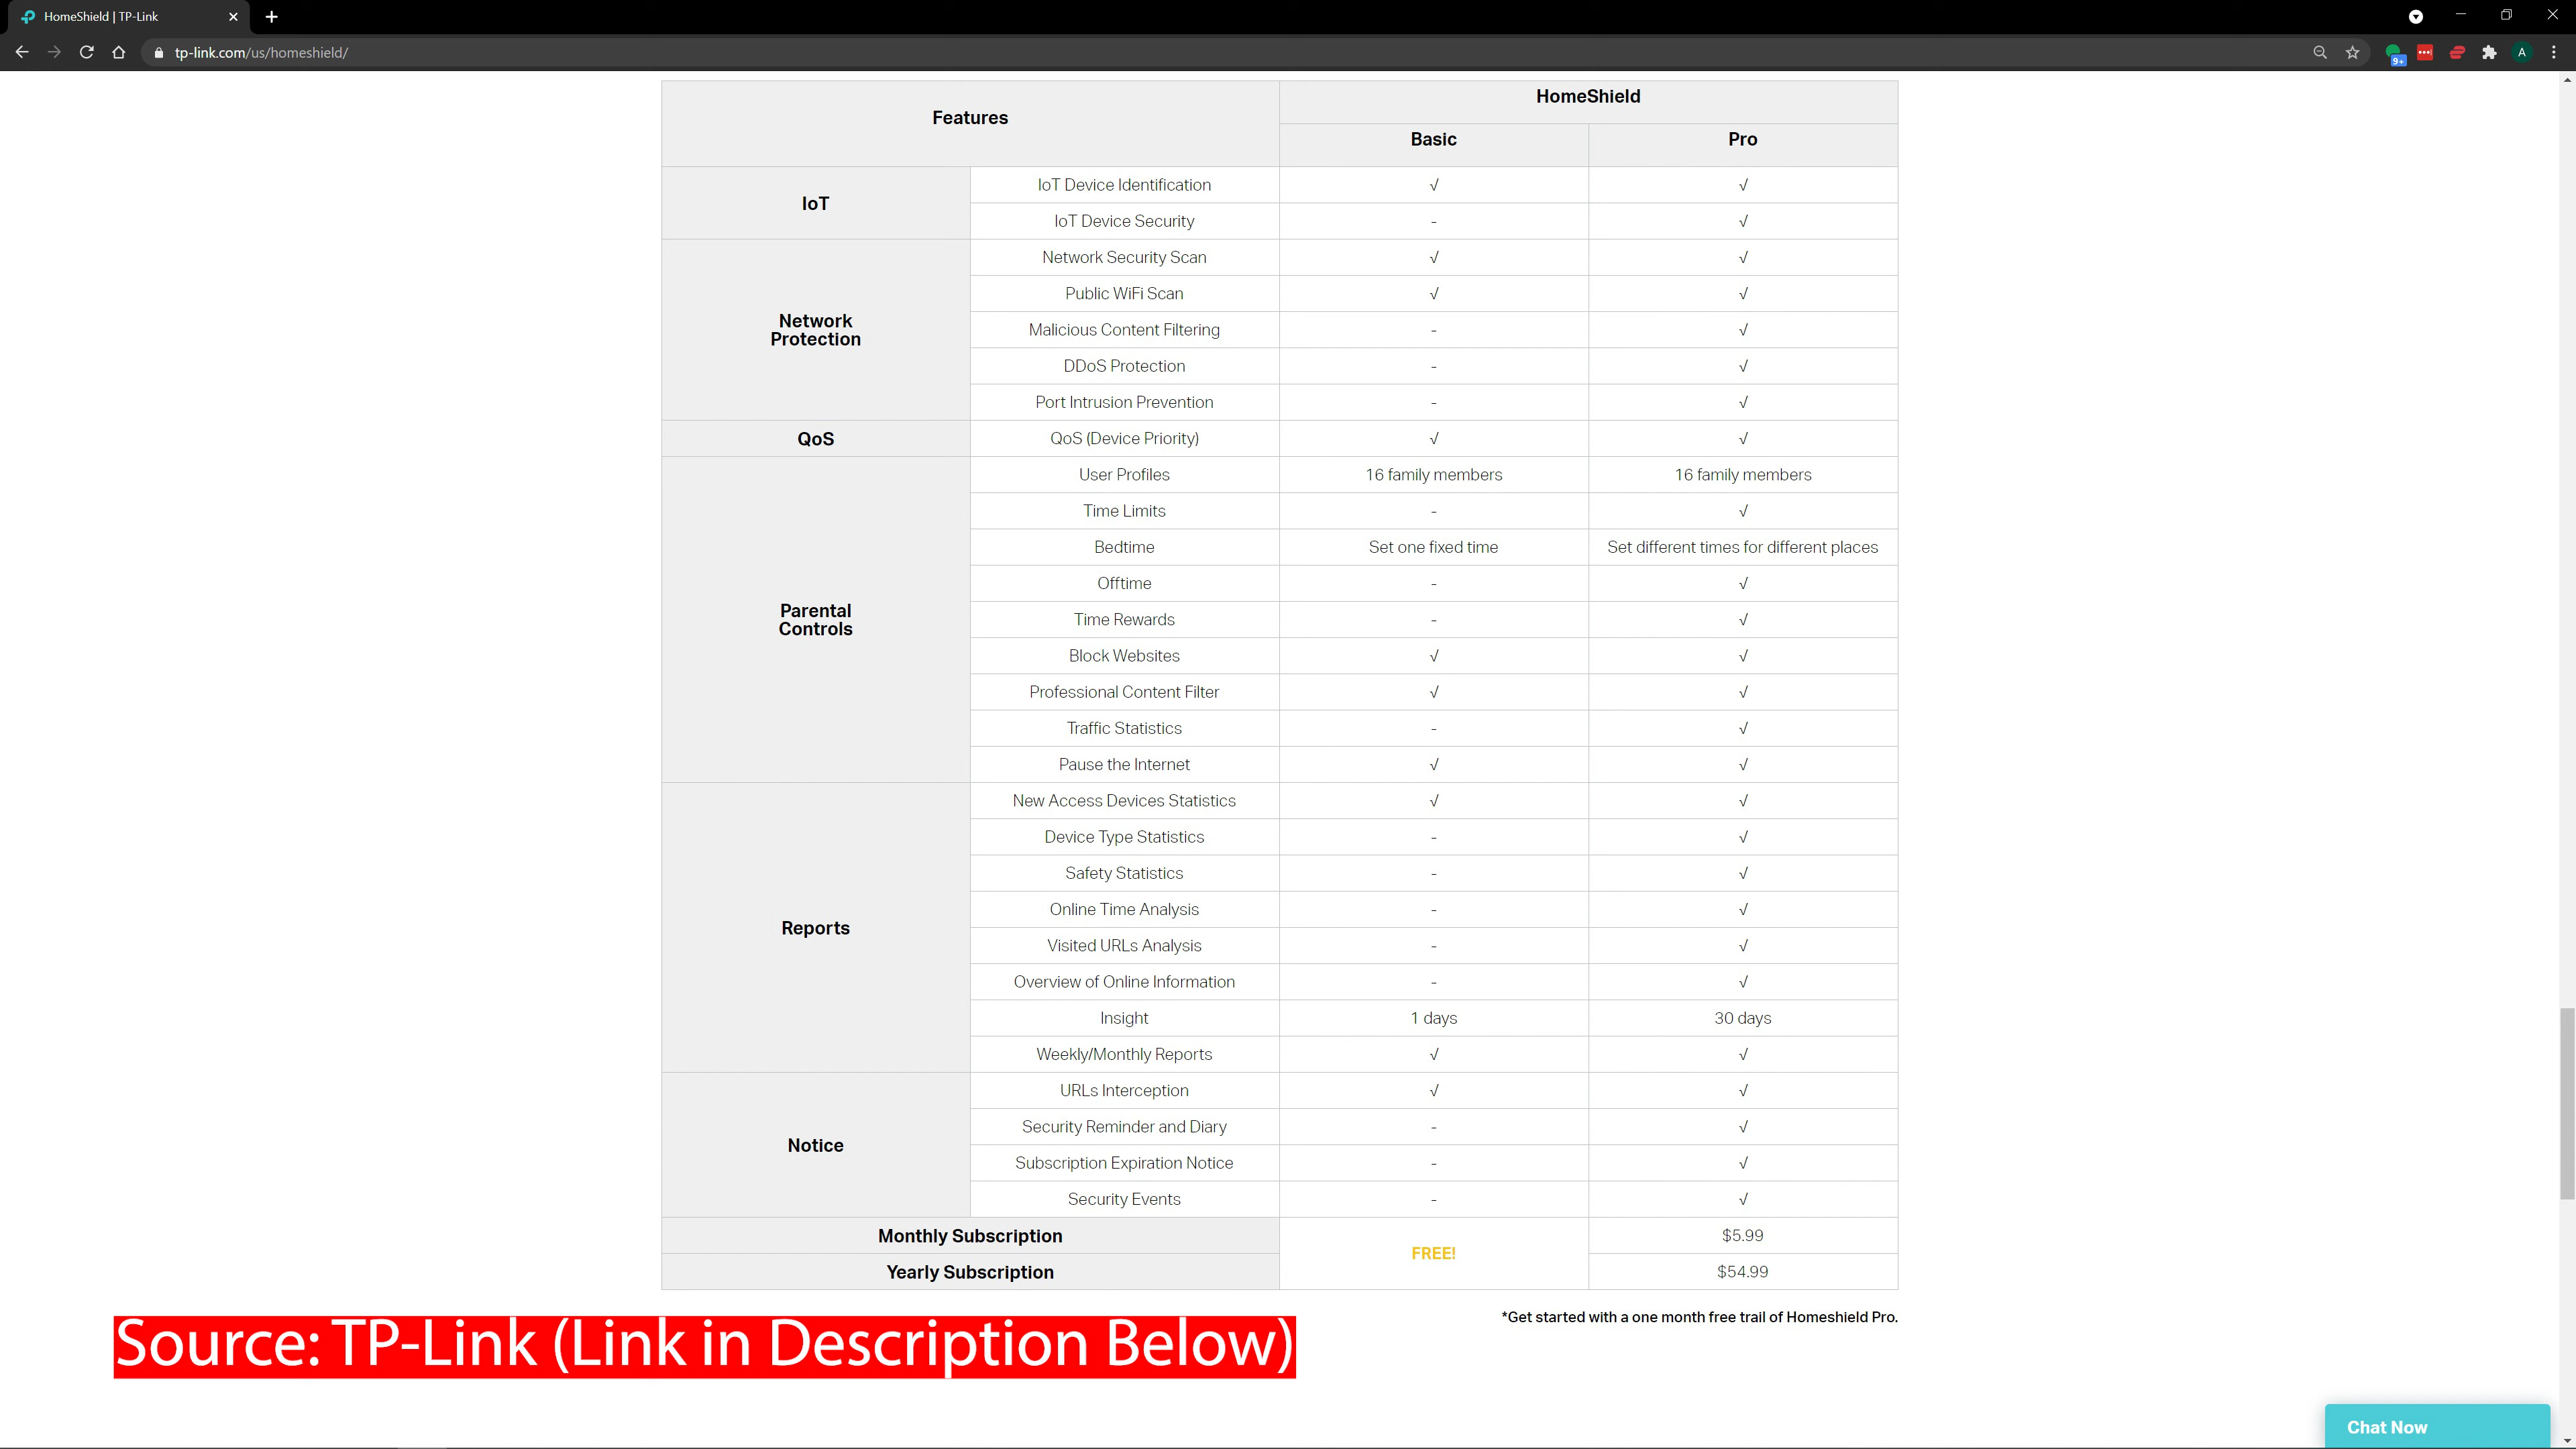 HomeShield | TP-Link
tp-link.com/us/homeshield/
9+
A
Features
HomeShield
Basic Pro
IoT
IoT Device Identification √ √
IoT Device Security - √
Network
Protection
Network Security Scan √ √
Public WiFi Scan √ √
Malicious Content Filtering - √
DDoS Protection - √
Port Intrusion Prevention - √
QoS QoS (Device Priority) √ √
Parental
Controls
User Profiles 16 family members 16 family members
Time Limits - √
Bedtime Set one fixed time Set different times for different places
Offtime - √
Time Rewards - √
Block Websites √ √
Professional Content Filter √ √
Traffic Statistics - √
Pause the Internet √ √
Reports
New Access Devices Statistics √ √
Device Type Statistics - √
Safety Statistics - √
Online Time Analysis - √
Visited URLs Analysis - √
Overview of Online Information - √
Insight 1 days 30 days
Weekly/Monthly Reports √ √
Notice
URLs Interception √ √
Security Reminder and Diary - √
Subscription Expiration Notice - √
Security Events - √
Monthly Subscription FREE! $5.99
Yearly Subscription $54.99
*Get started with a one month free trail of Homeshield Pro.
Source: TP-Link (Link in Description Below)
Chat Now